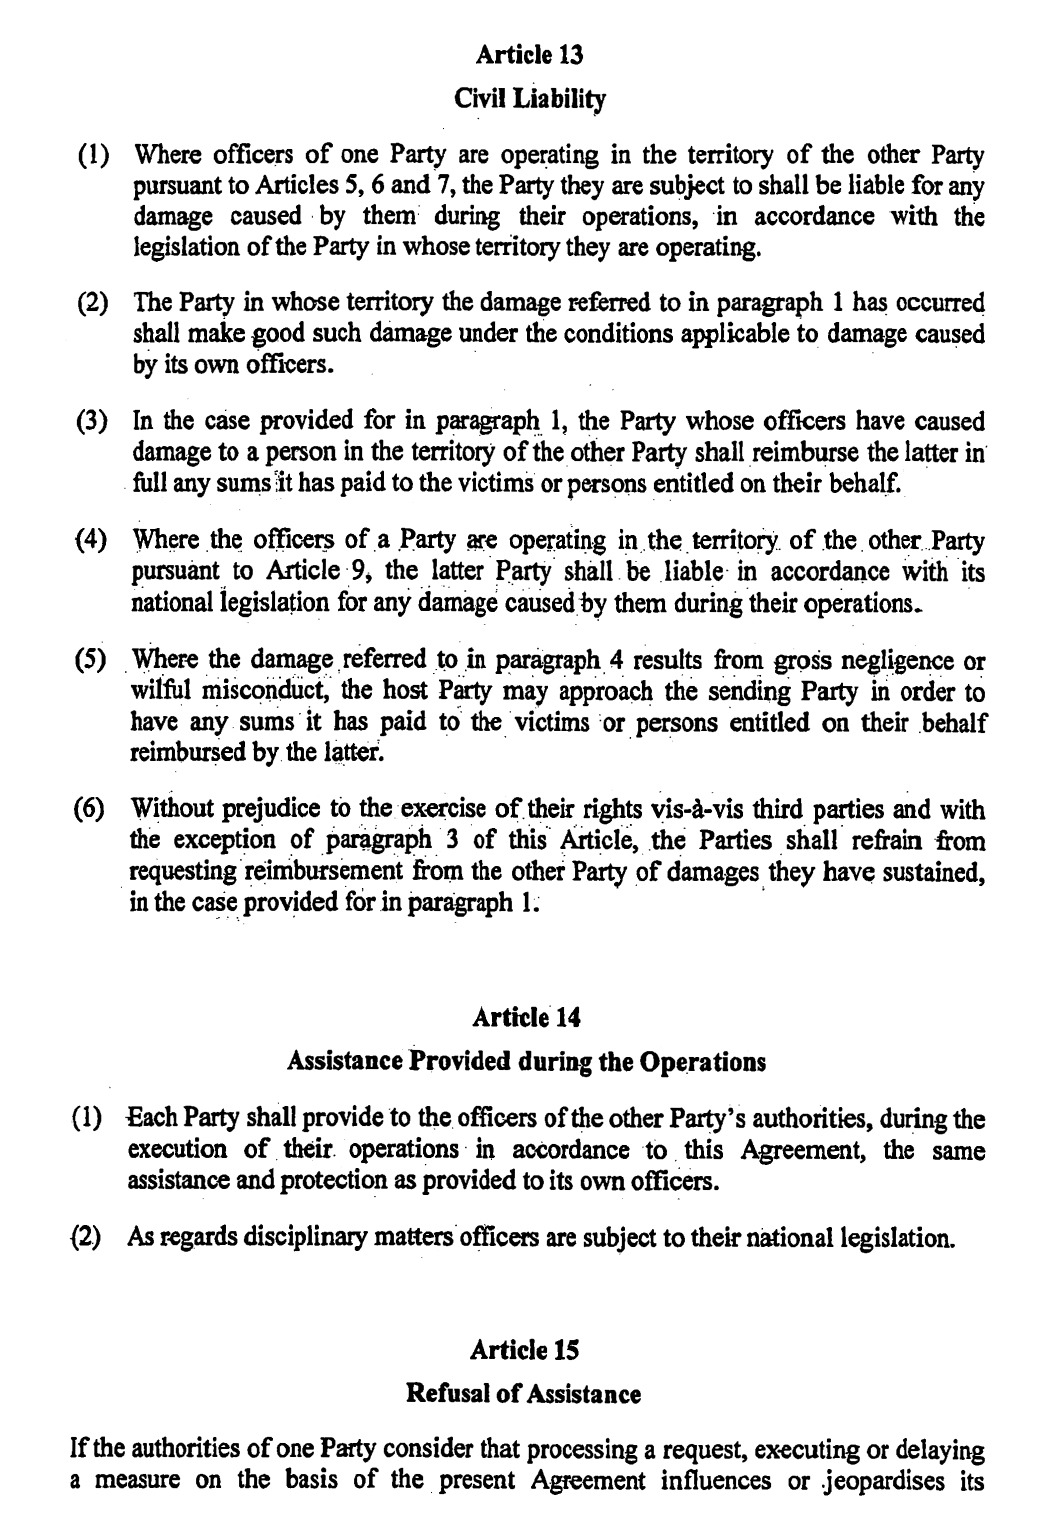 Article 13
Civil Liability
(1) Where officers of one Party are operating in the territory of the other Party
pursuant to Articles 5, 6 and 7, the Party they are subject to shall be liable for any
damage caused by them during their operations, in accordance with the
legislation of the Party in whose territory they are operating.
(2) The Party in whose territory the damage referred to in paragraph 1 has occurred
shall make good such damage under the conditions applicable to damage caused
by its own officers.
(3) In the case provided for in paragraph 1, the Party whose officers have caused
damage to a person in the territory of the other Party shall reimburse the latter in
full any sums it has paid to the victims or persons entitled on their behalf.
(4) Where the officers of a Party are operating in the territory of the other Party
pursuant to Article 9, the latter Party shall be liable in accordance with its
national legislation for any damage caused by them during their operations.
(5) Where the damage referred to in paragraph 4 results from gross negligence or
wilful misconduct, the host Party may approach the sending Party in order to
have any sums it has paid to the victims or persons entitled on their behalf
reimbursed by the latter.
(6) Without prejudice to the exercise of their rights vis-à-vis third parties and with
the exception of paragraph 3 of this Article, the Parties shall refrain from
requesting reimbursement from the other Party of damages they have sustained,
in the case provided for in paragraph 1.
Article 14
Assistance Provided during the Operations
(1) Each Party shall provide to the officers of the other Party's authorities, during the
execution of their operations in accordance to this Agreement, the same
assistance and protection as provided to its own officers.
(2) As regards disciplinary matters officers are subject to their national legislation.
Article 15
Refusal of Assistance
If the authorities of one Party consider that processing a request, executing or delaying
a measure on the basis of the present Agreement influences or jeopardises its